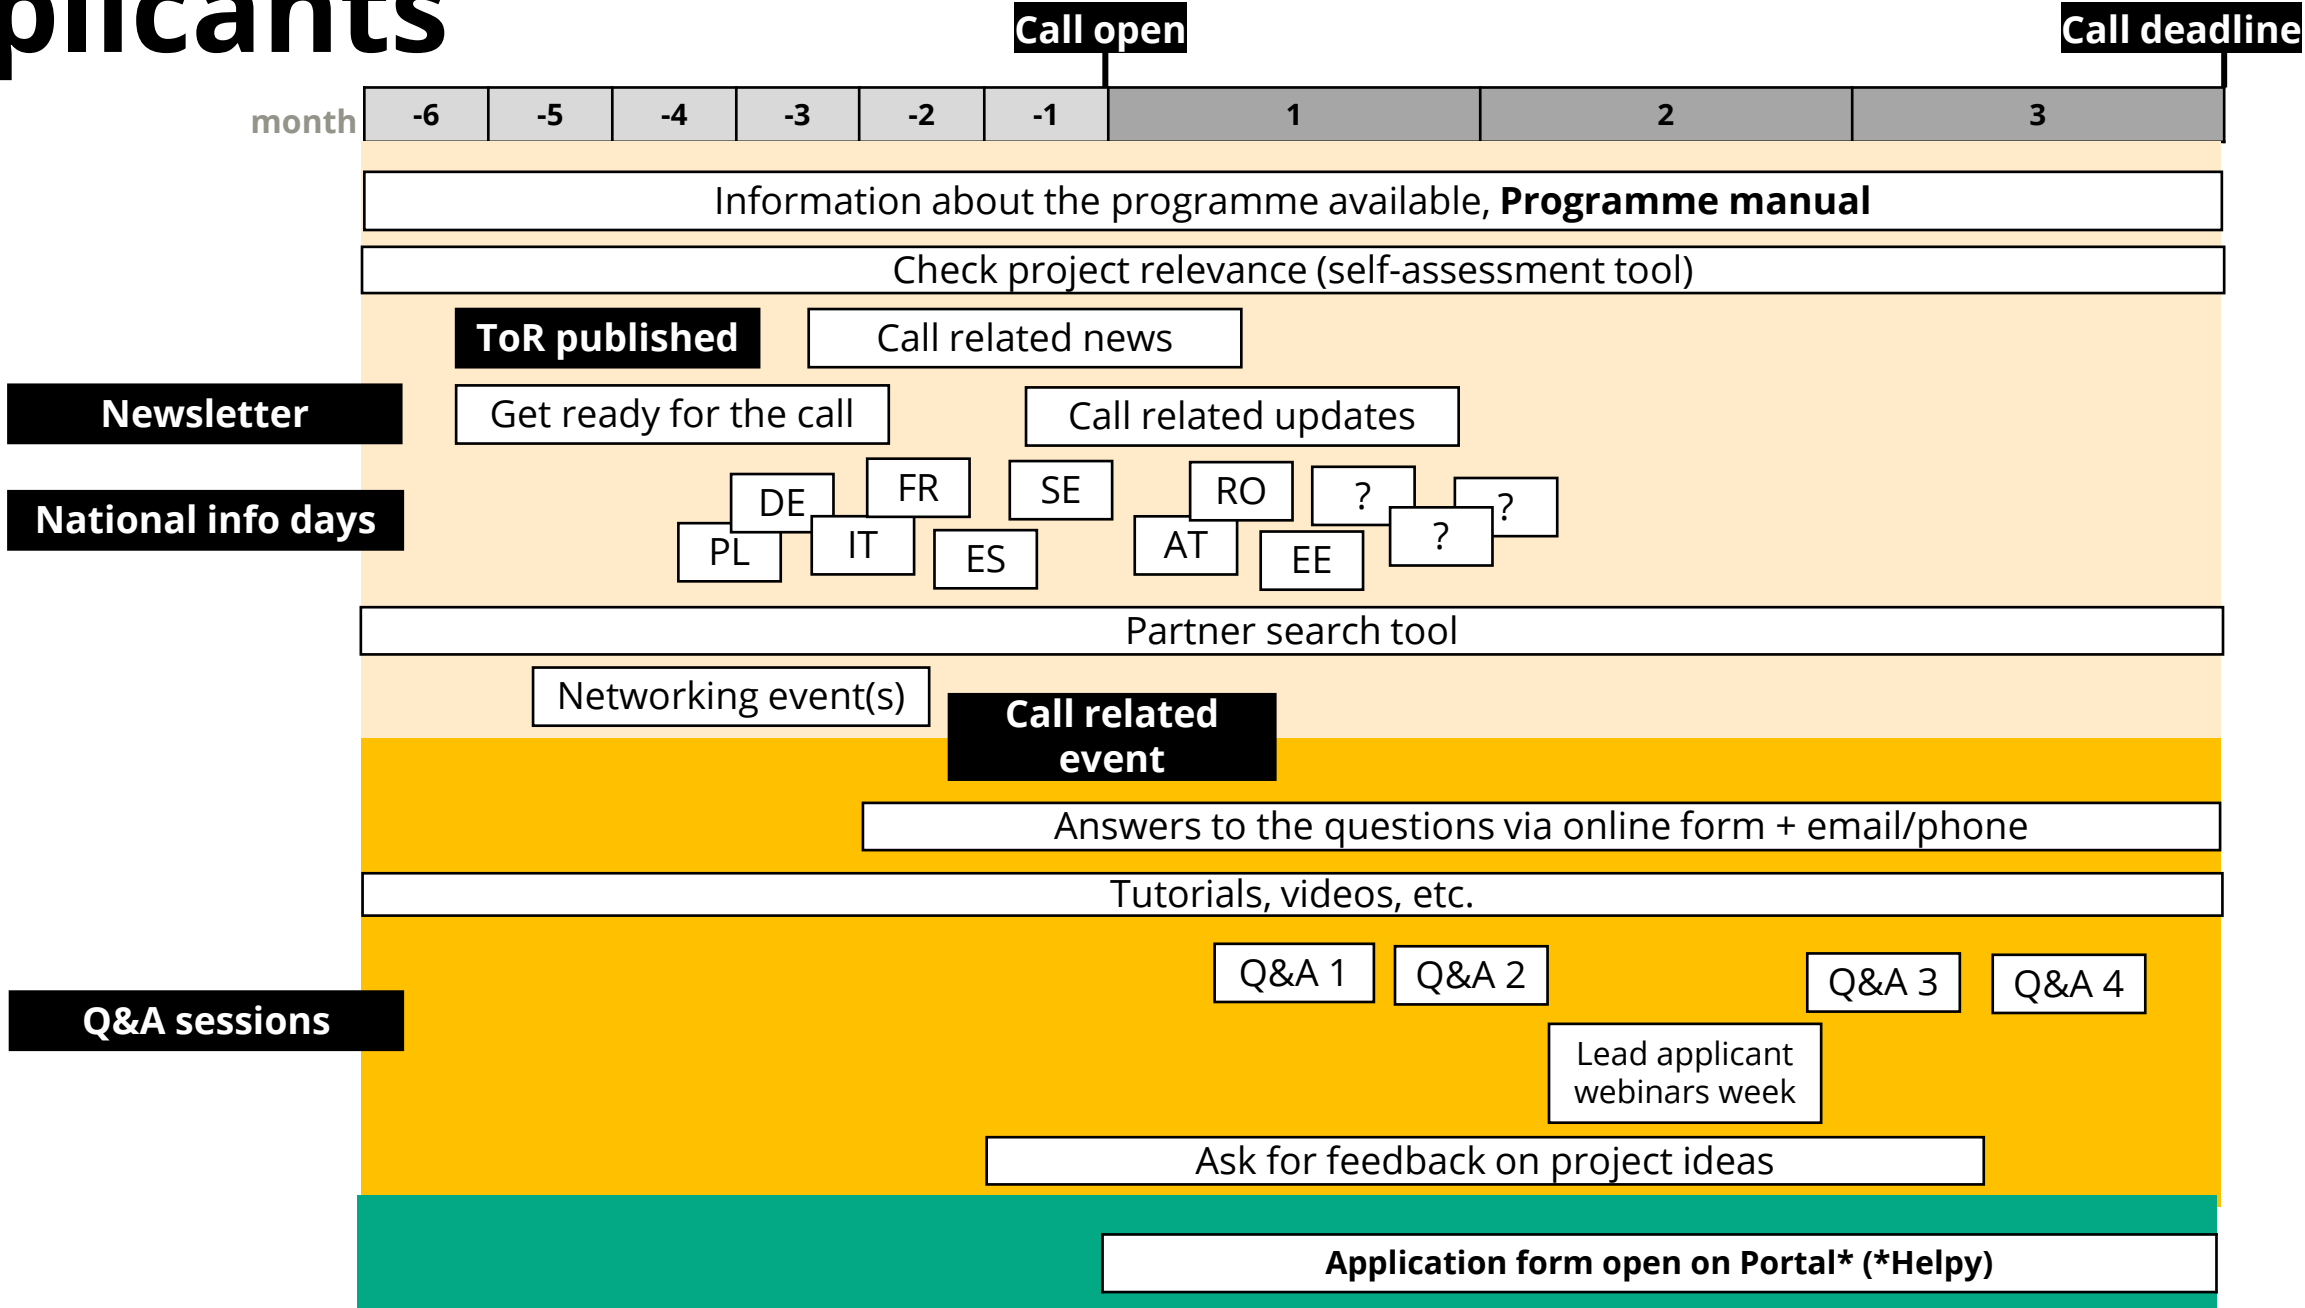 plicants
Call open
Call deadline
month
-6 -5 -4 -3 -2 -1 1 2 3
Information about the programme available, Programme manual
Check project relevance (self-assessment tool)
ToR published
Call related news
Newsletter
Get ready for the call
Call related updates
National info days
PL
DE
IT
FR
ES
SE
AT
RO
EE
?
?
?
Partner search tool
Networking event(s)
Call related
event
Answers to the questions via online form + email/phone
Tutorials, videos, etc.
Q&A sessions
Q&A 1
Q&A 2
Q&A 3
Q&A 4
Lead applicant
webinars week
Ask for feedback on project ideas
Application form open on Portal* (*Helpy)